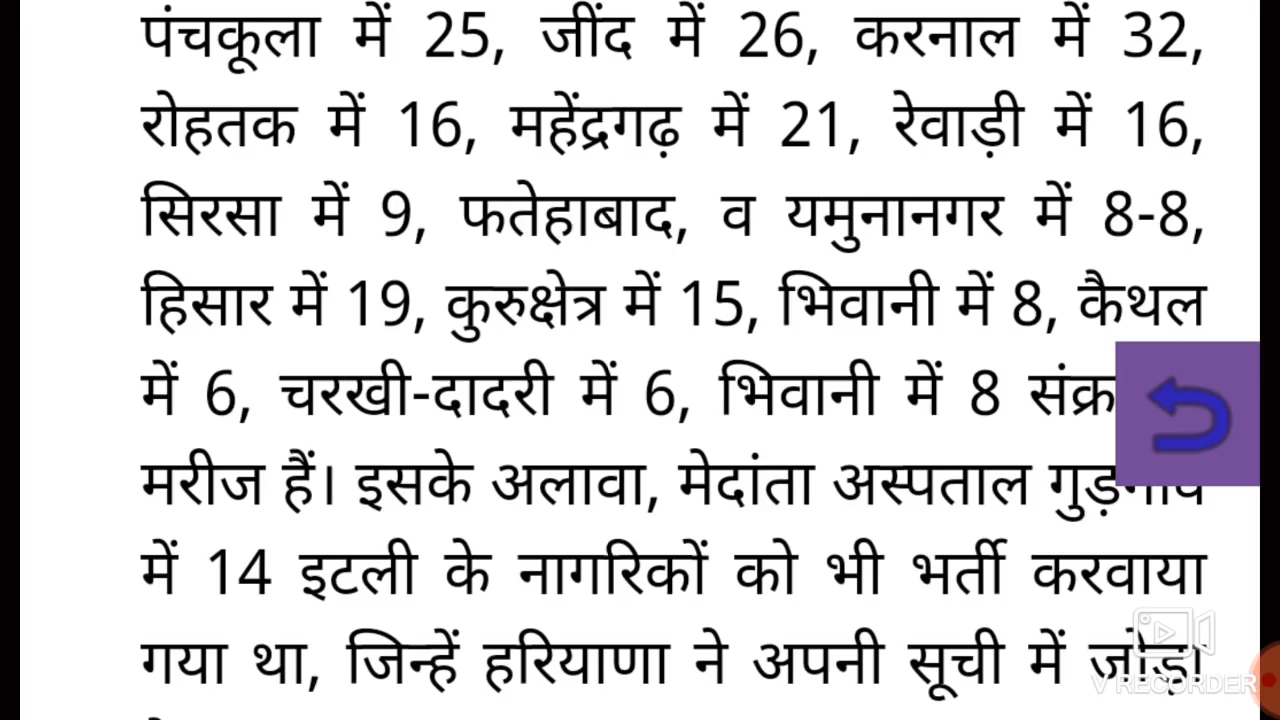 पंचकूला में 25, जींद में 26, करनाल में 32,
रोहतक में 16, महेंद्रगढ़ में 21, रेवाड़ी में 16,
सिरसा में 9, फतेहाबाद, व यमुनानगर में 8-8,
हिसार में 19, कुरुक्षेत्र में 15, भिवानी में 8, कैथल
में 6, चरखी-दादरी में 6, भिवानी में 8
मरीज हैं। इसके अलावा, मेदांता अस्पताल गुड़गांव
में 14 इटली के नागरिकों को भी भर्ती करवाया
गया था, जिन्हें हरियाणा ने अपनी सूची में जोड़ा
V RECORDER